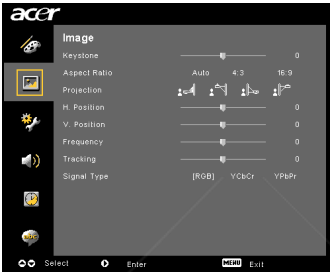 acer
Image
Keystone 0
Aspect Ratio Auto 4:3 16:9
Projection
H. Position 0
V. Position 0
Frequency 0
Tracking 0
Signal Type [RGB] YCbCr YPbPr
abc
Select Enter MENU Exit